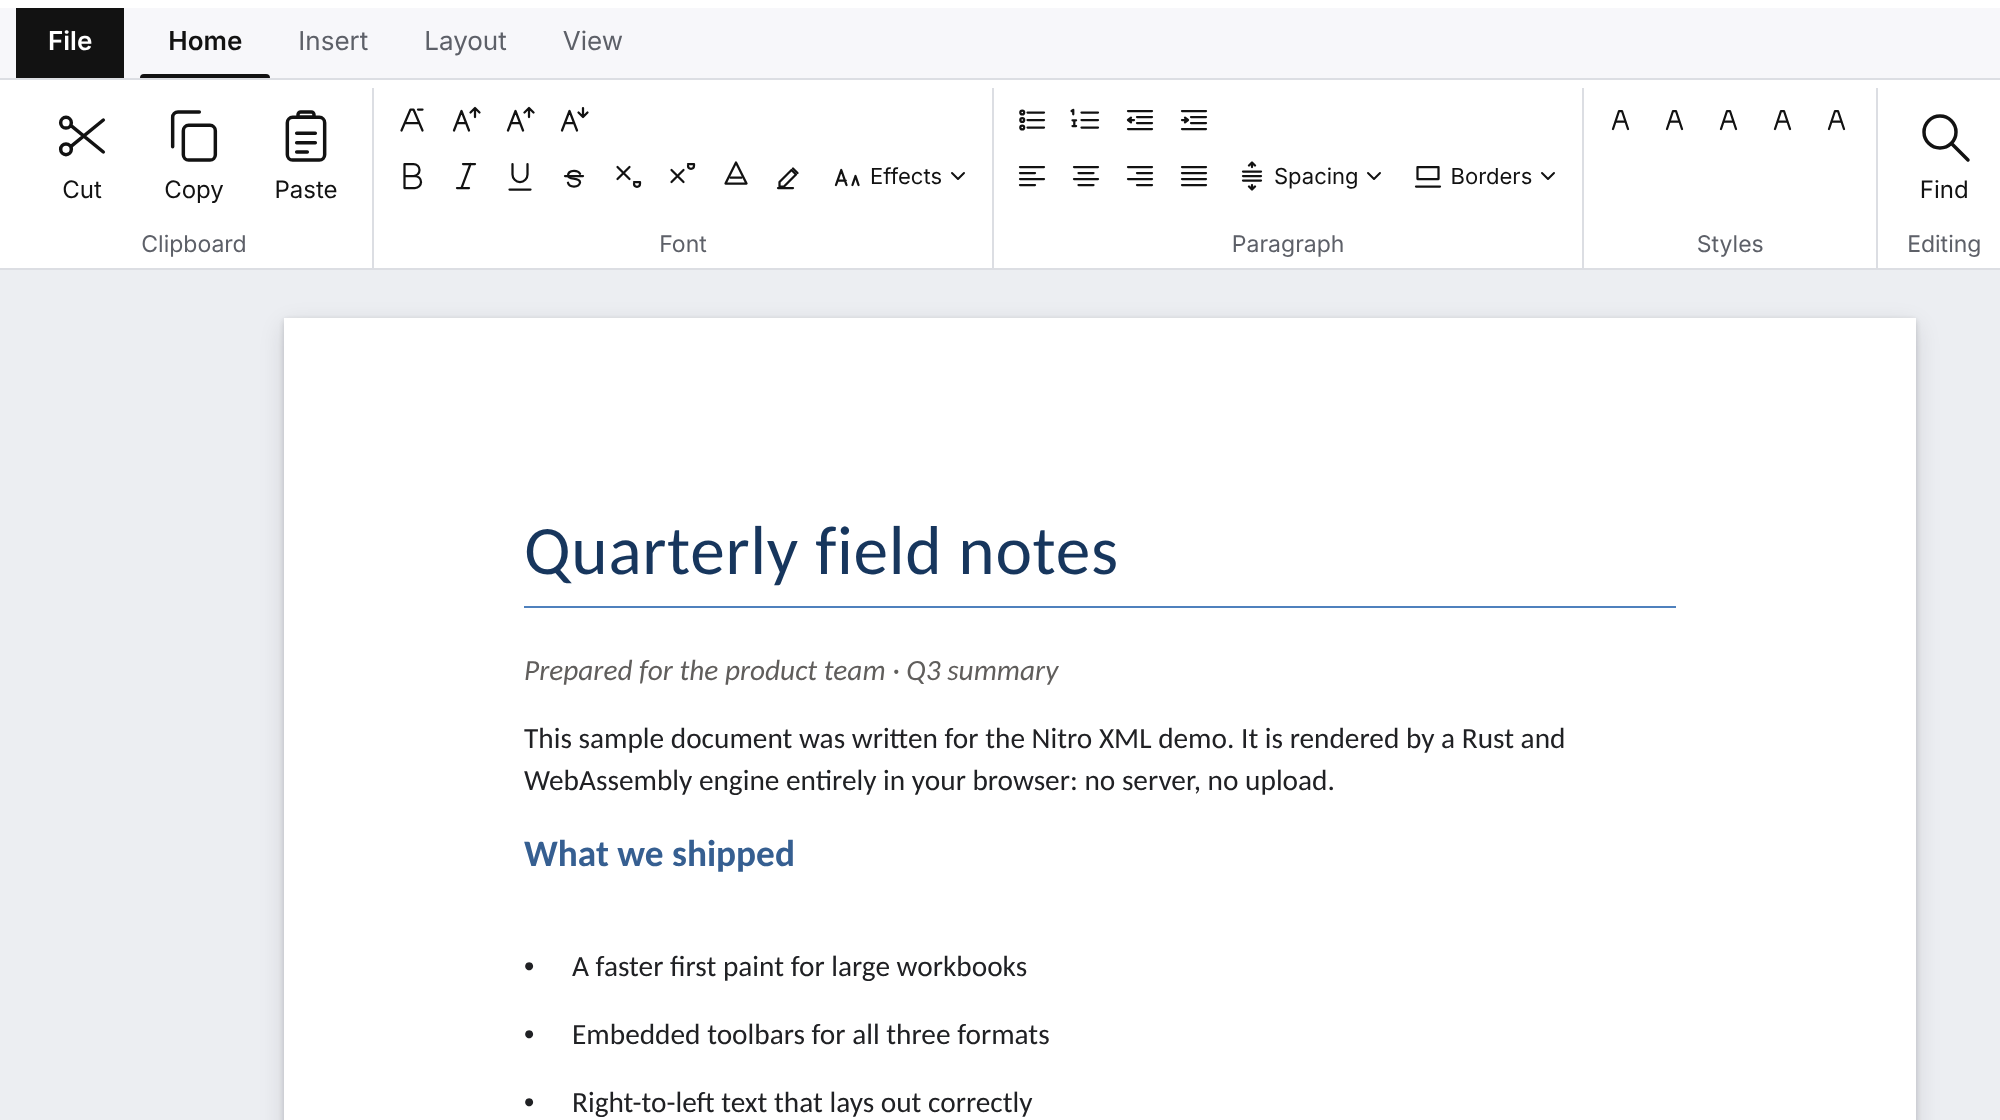 File Home Insert Layout View
Cut Copy Paste
Clipboard
Effects
Font
Spacing Borders
Paragraph
A A A A A
Styles
Find
Editing
Quarterly field notes
Prepared for the product team · Q3 summary
This sample document was written for the Nitro XML demo. It is rendered by a Rust and
WebAssembly engine entirely in your browser: no server, no upload.
What we shipped
• A faster first paint for large workbooks
• Embedded toolbars for all three formats
• Right-to-left text that lays out correctly